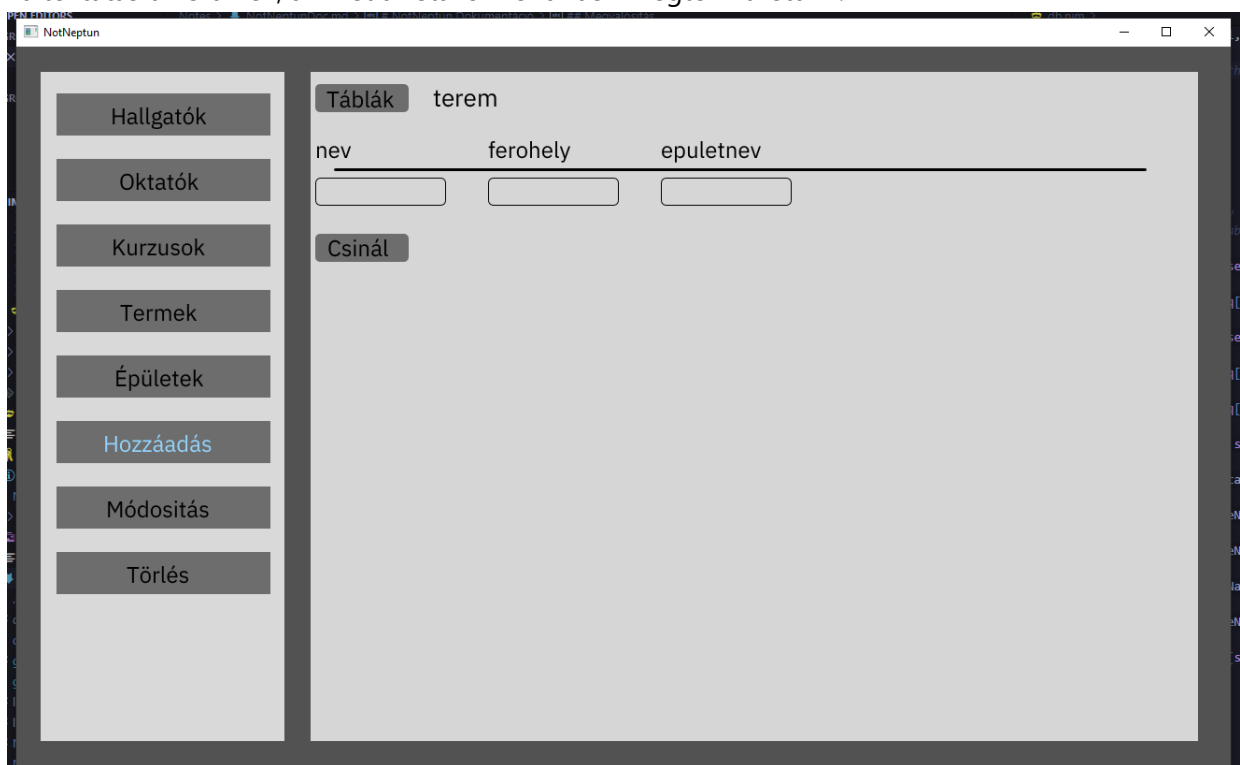 NotNeptun
Hallgatók
Oktatók
Kurzusok
Termek
Épületek
Hozzáadás
Módositás
Törlés
Táblák terem
nev ferohely epuletnev
Csinál